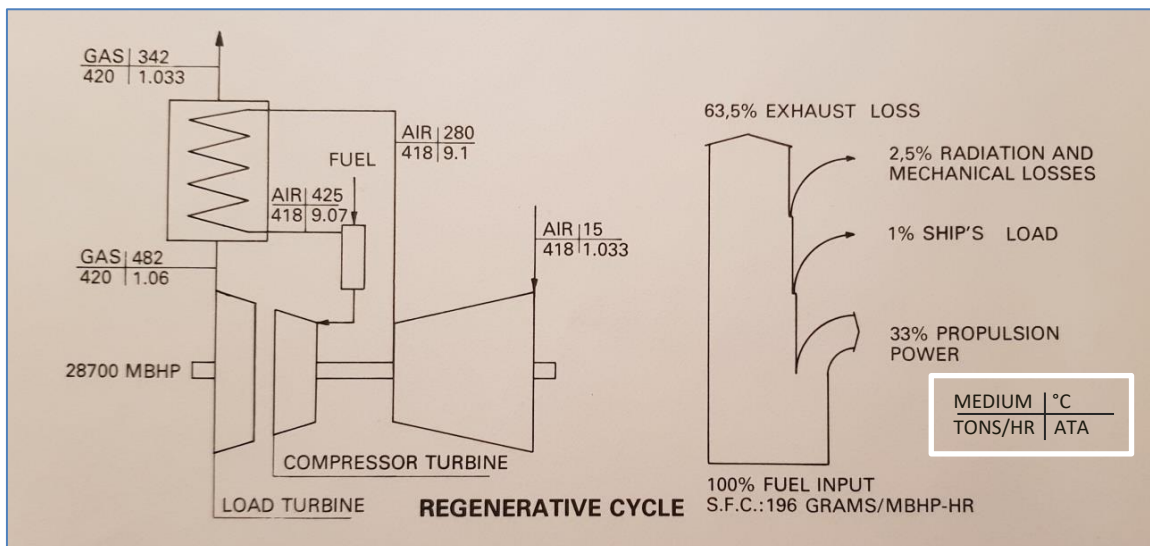 GAS 342
420 1.033
AIR 280
418 9.1
FUEL
AIR 425
418 9.07
AIR 15
418 1.033
GAS 482
420 1.06
28700 MBHP
COMPRESSOR TURBINE
LOAD TURBINE
REGENERATIVE CYCLE
63,5% EXHAUST LOSS
2,5% RADIATION AND
MECHANICAL LOSSES
1% SHIP'S LOAD
33% PROPULSION
POWER
MEDIUM °C
TONS/HR ATA
100% FUEL INPUT
S.F.C.:196 GRAMS/MBHP-HR